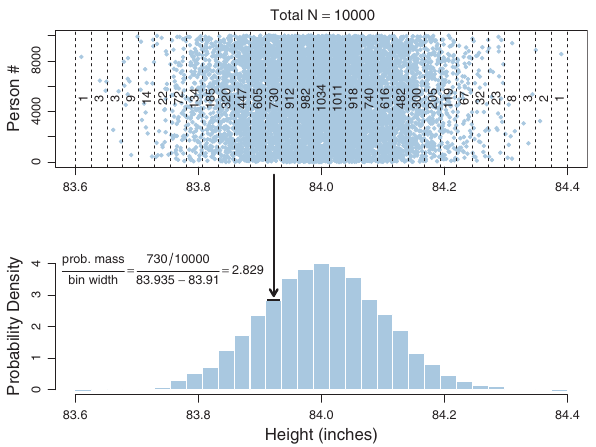 Total N = 10000
Person #
8000
4000
0
1 3 3 9 14 22 72 134 185 320 447 605 730 912 982 1034 1011 918 740 616 482 300 205 119 67 32 23 8 3 2 1
83.6 83.8 84.0 84.2 84.4
prob. mass / bin width = 730/10000 / 83.935 − 83.91 = 2.829
Probability Density
4
3
2
1
0
83.6 83.8 84.0 84.2 84.4
Height (inches)